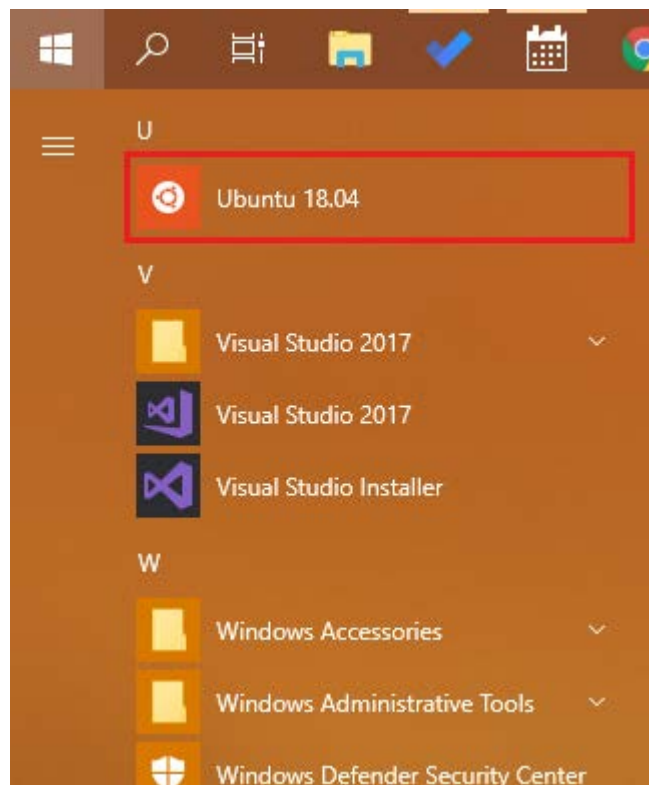 U
Ubuntu 18.04
V
Visual Studio 2017
Visual Studio 2017
Visual Studio Installer
W
Windows Accessories
Windows Administrative Tools
Windows Defender Security Center